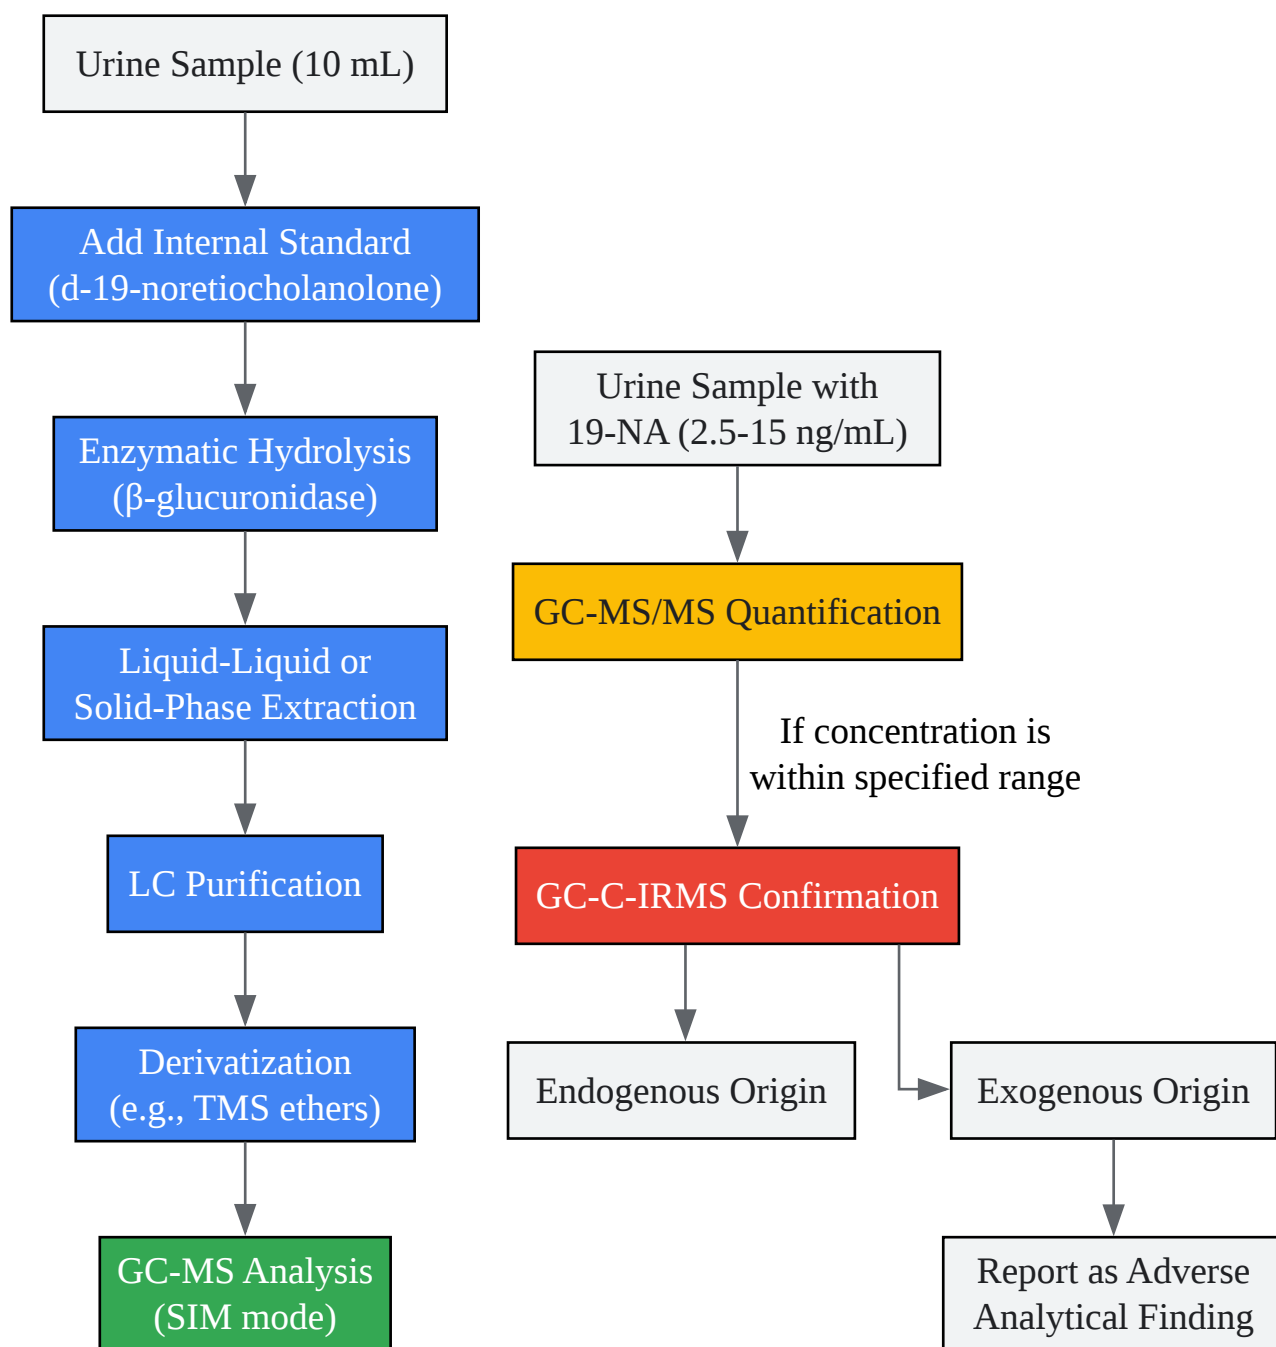 Urine Sample (10 mL)
Add Internal Standard
(d-19-noretiocholanolone)
Enzymatic Hydrolysis
(β-glucuronidase)
Liquid-Liquid or
Solid-Phase Extraction
LC Purification
Derivatization
(e.g., TMS ethers)
GC-MS Analysis
(SIM mode)
Urine Sample with
19-NA (2.5-15 ng/mL)
GC-MS/MS Quantification
If concentration is
within specified range
GC-C-IRMS Confirmation
Endogenous Origin
Exogenous Origin
Report as Adverse
Analytical Finding